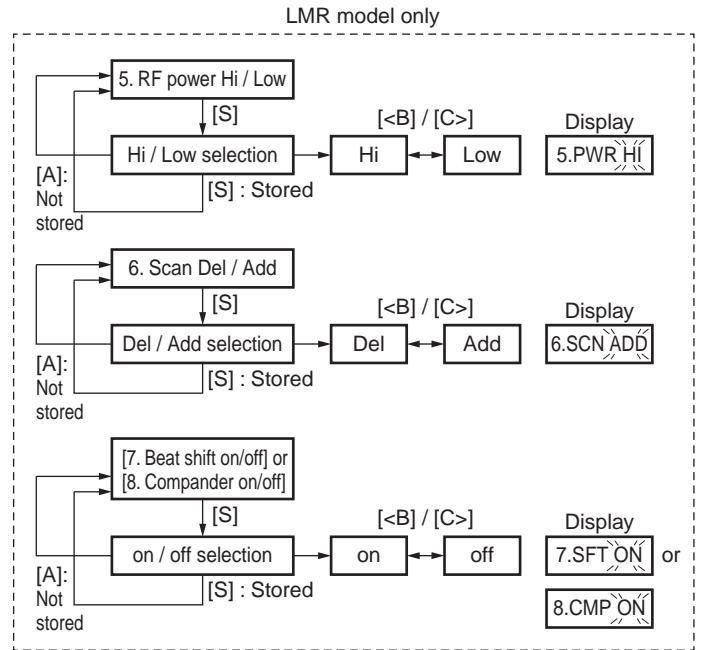 LMR model only
5. RF power Hi / Low
[S]
[<B] / [C>]
Display
Hi / Low selection
Hi
Low
5.PWR HI
[A]:
Not
stored
[S] : Stored
6. Scan Del / Add
[S]
[<B] / [C>]
Display
Del / Add selection
Del
Add
6.SCN ADD
[A]:
Not
stored
[S] : Stored
[7. Beat shift on/off] or
[8. Compander on/off]
[S]
[<B] / [C>]
Display
on / off selection
on
off
7.SFT ON or
[A]:
Not
stored
[S] : Stored
8.CMP ON